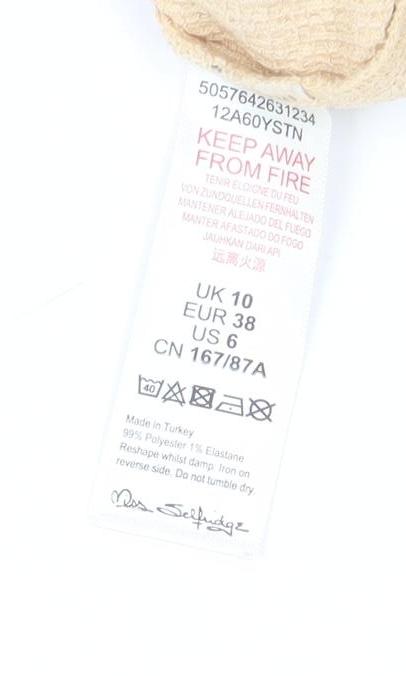 5057642631234
12A60YSTN
KEEP AWAY
FROM FIRE
TENIR ELOIGNE DU FEU
VON ZUNDQUELLEN FERNHALTEN
MANTENER ALEJADO DEL FUEGO
MANTER AFASTADO DO FOGO
JAUHKAN DARI API
远离火源
UK 10
EUR 38
US 6
CN 167/87A
40
Made in Turkey
99% Polyester 1% Elastane
Reshape whilst damp. Iron on
reverse side. Do not tumble dry.
Miss Selfridge